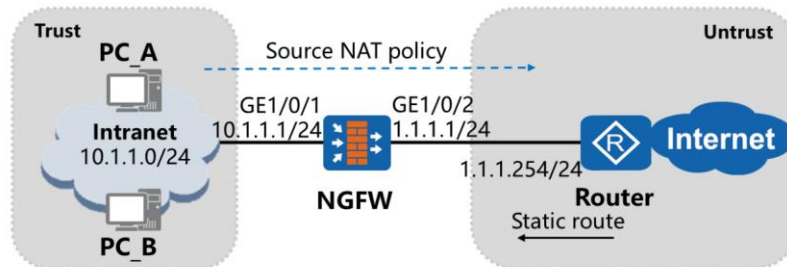 Trust
Untrust
PC_A
Source NAT policy
GE1/0/1
GE1/0/2
Intranet
10.1.1.1/24
1.1.1.1/24
R
Internet
10.1.1.0/24
1.1.1.254/24
NGFW
Router
PC_B
Static route